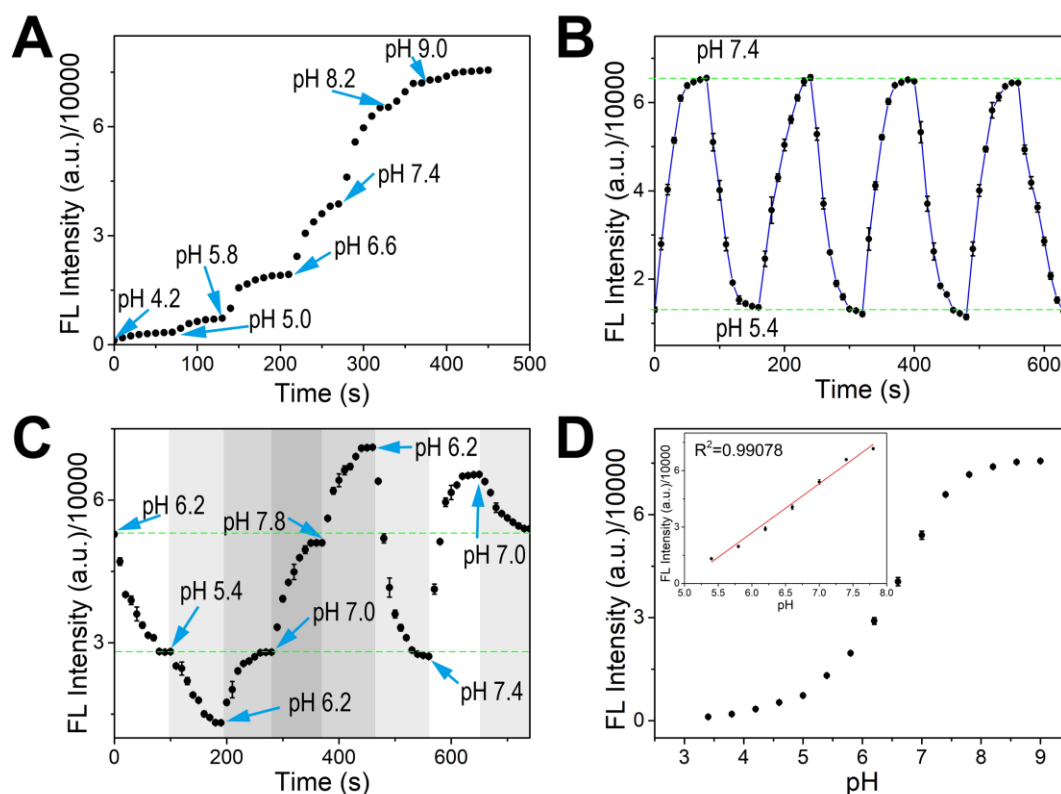 A
FL Intensity (a.u.)/10000
6
3
0
pH 9.0
pH 8.2
pH 7.4
pH 5.8
pH 6.6
pH 4.2
pH 5.0
0 100 200 300 400 500
Time (s)
B
FL Intensity (a.u.)/10000
6
4
2
pH 7.4
pH 5.4
0 200 400 600
Time (s)
C
FL Intensity (a.u.)/10000
6
3
pH 6.2
pH 6.2
pH 7.8
pH 7.0
pH 5.4
pH 7.0
pH 7.4
pH 6.2
0 200 400 600
Time (s)
D
FL Intensity (a.u.)/10000
9
6
3
0
R²=0.99078
FL Intensity (a.u.)/10000
6
3
0
5.0 5.5 6.0 6.5 7.0 7.5 8.0
pH
3 4 5 6 7 8 9
pH